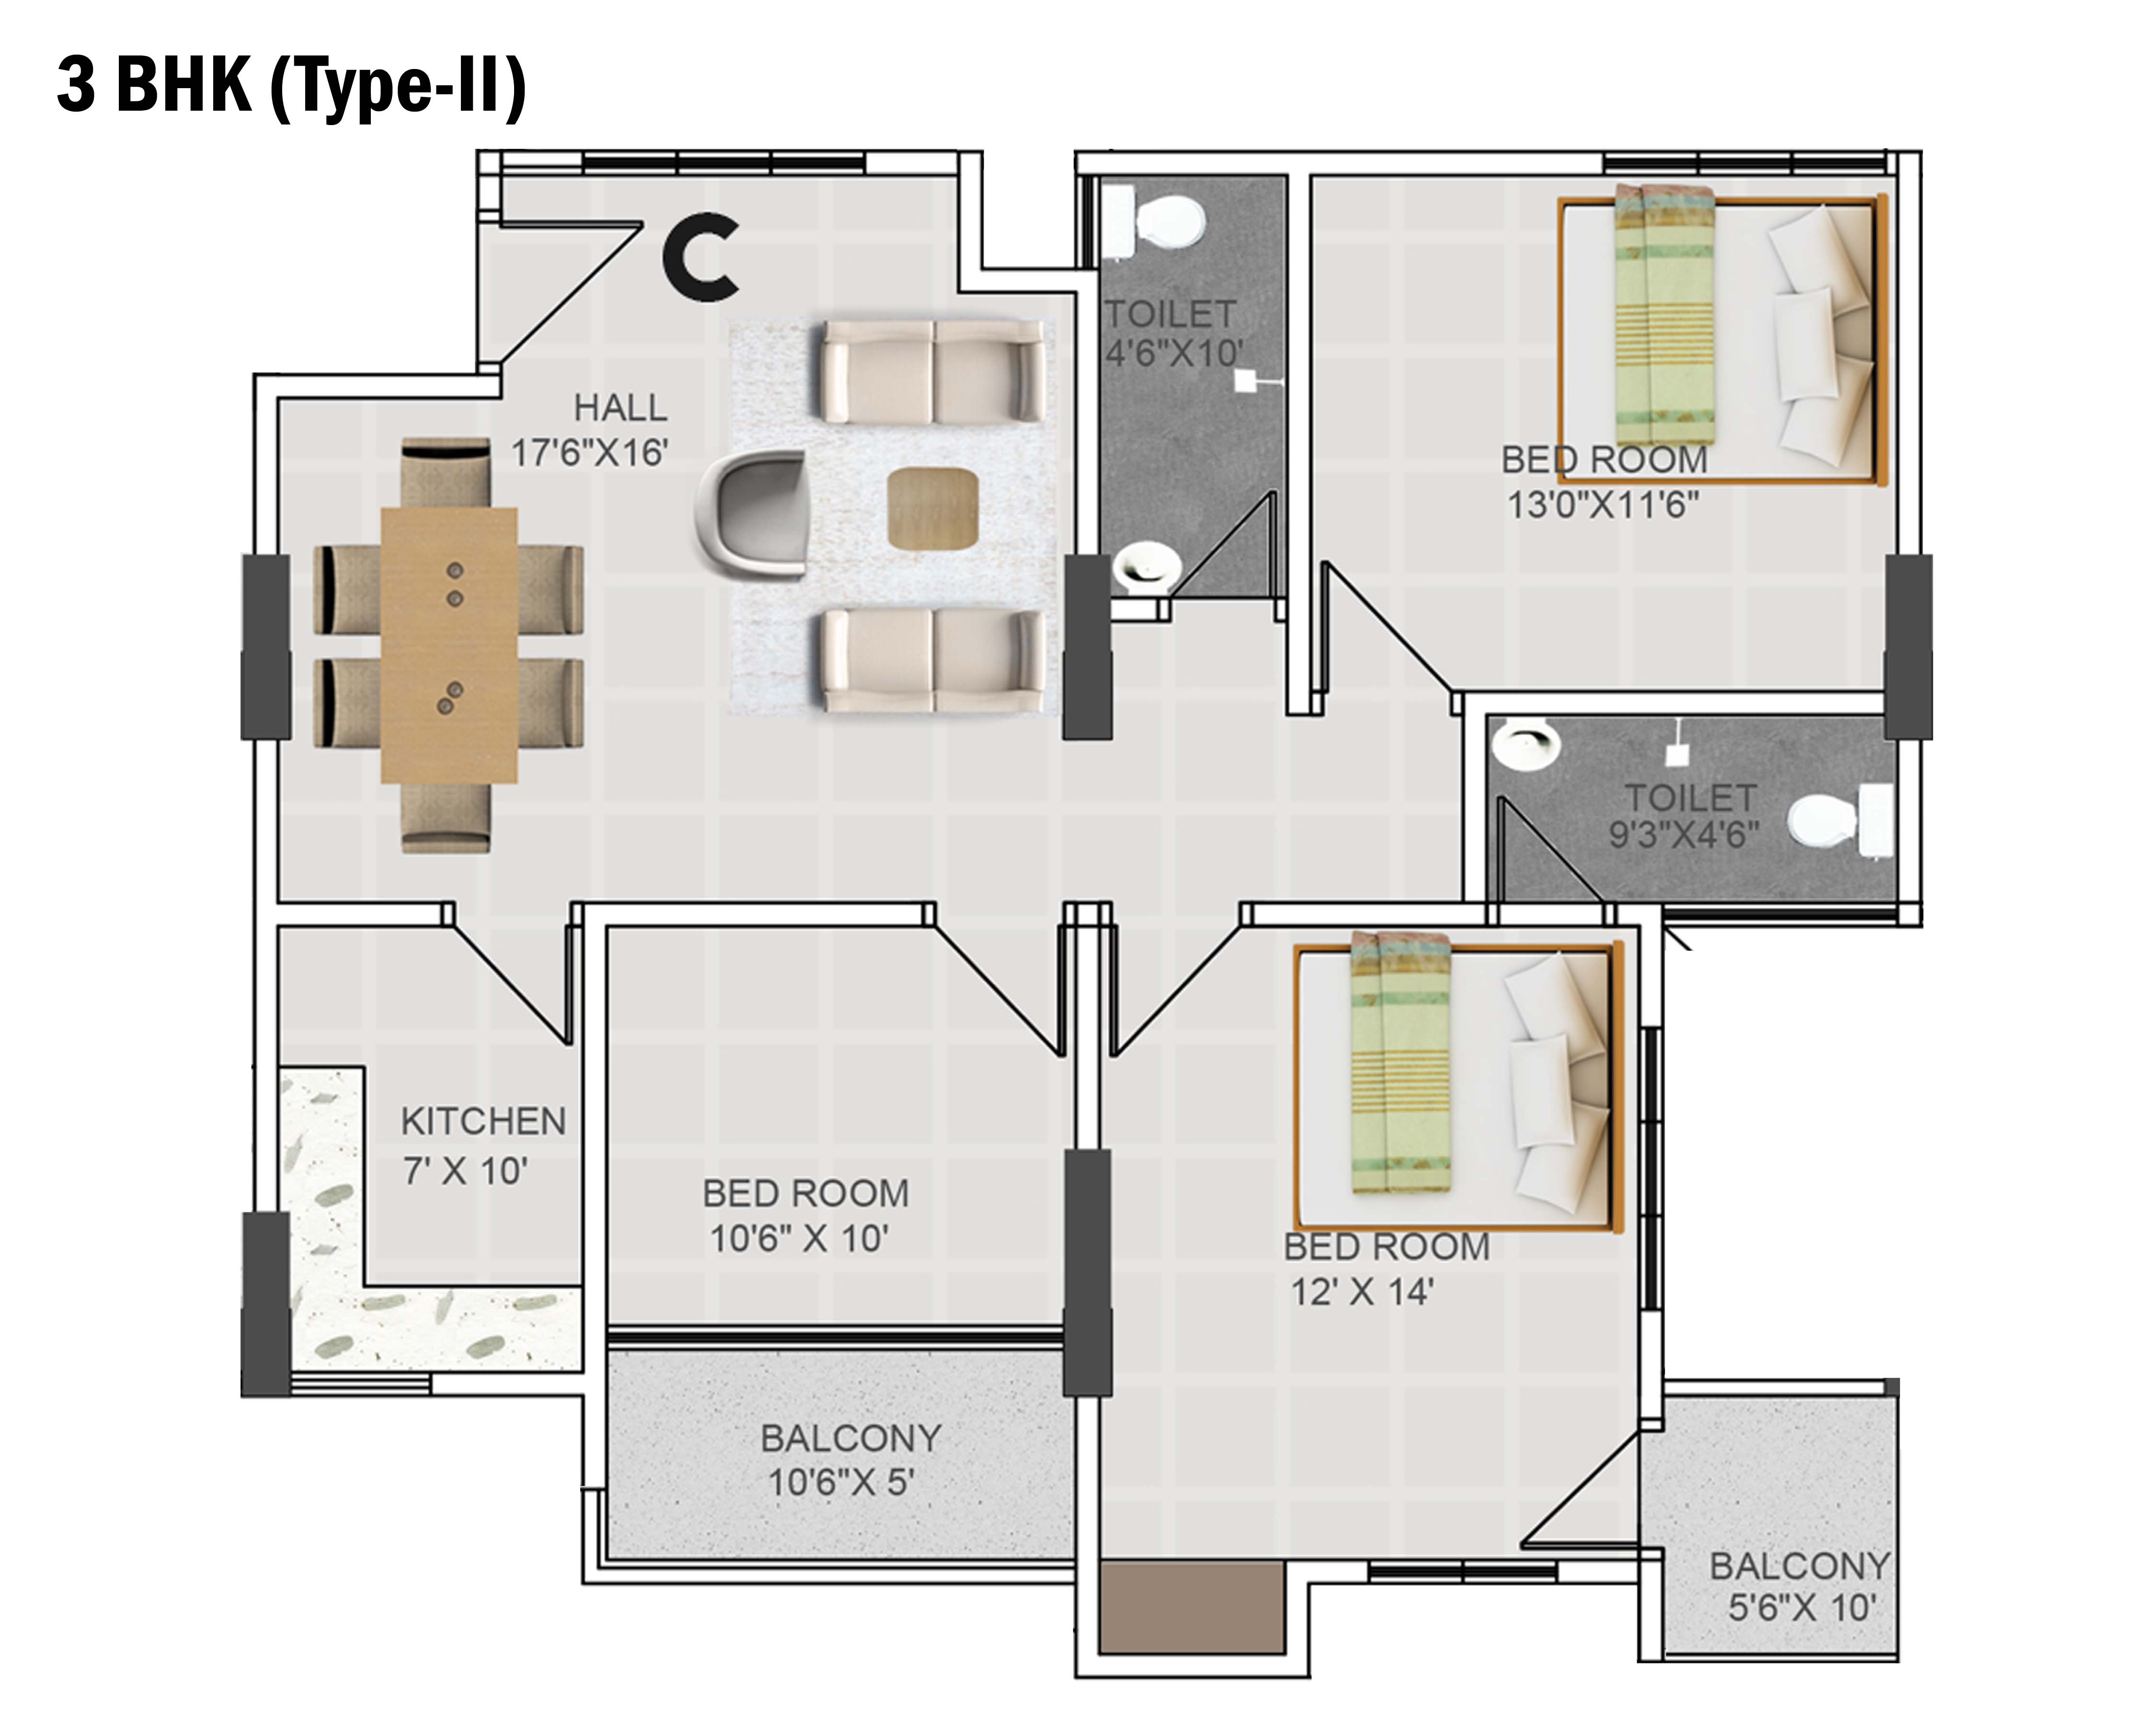 3 BHK (Type-II)
C
HALL
17'6"X16'
TOILET
4'6"X10'
BED ROOM
13'0"X11'6"
TOILET
9'3"X4'6"
KITCHEN
7' X 10'
BED ROOM
10'6" X 10'
BED ROOM
12' X 14'
BALCONY
10'6"X 5'
BALCONY
5'6"X 10'